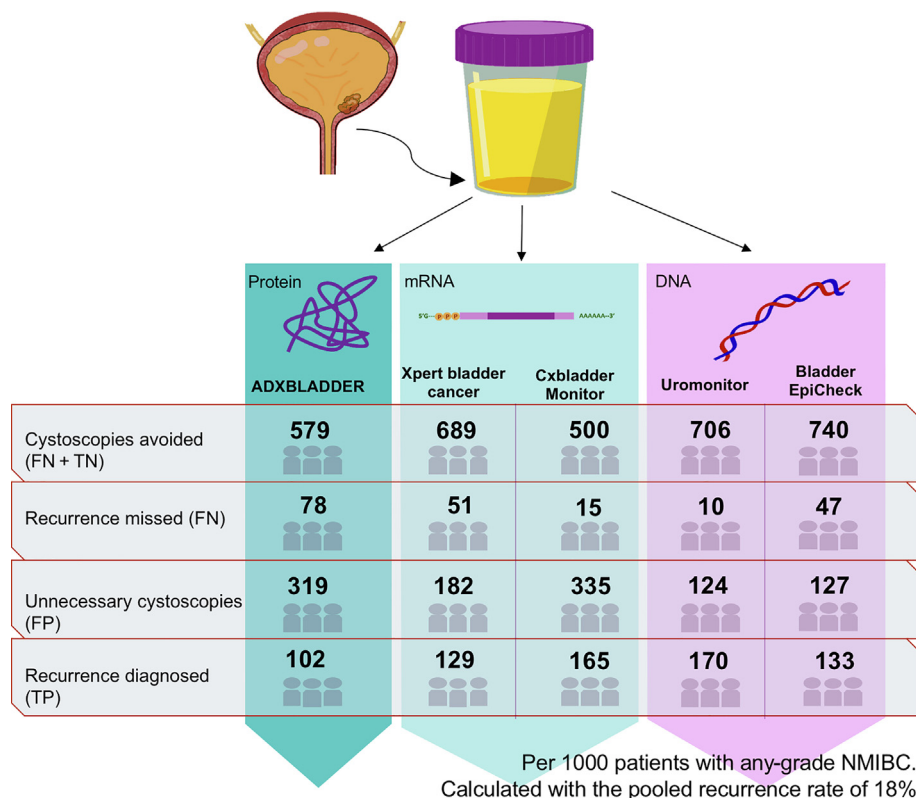 Protein
mRNA
DNA
5'G···PPP
AAAAAA~3'
ADXBLADDER
Xpert bladder
cancer
Cxbladder
Monitor
Uromonitor
Bladder
EpiCheck
Cystoscopies avoided
(FN + TN)
579
689
500
706
740
Recurrence missed (FN)
78
51
15
10
47
Unnecessary cystoscopies
(FP)
319
182
335
124
127
Recurrence diagnosed
(TP)
102
129
165
170
133
Per 1000 patients with any-grade NMIBC.
Calculated with the pooled recurrence rate of 18%